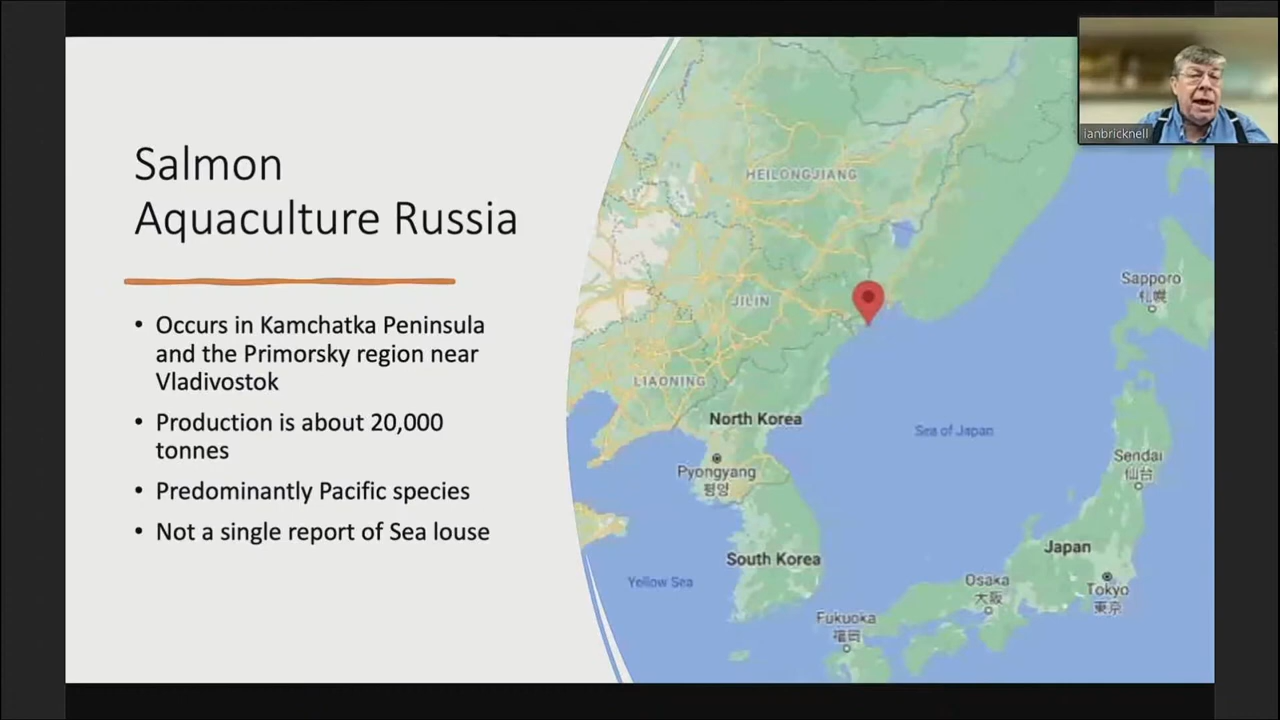 ianbricknell
Salmon
Aquaculture Russia
• Occurs in Kamchatka Peninsula
and the Primorsky region near
Vladivostok
• Production is about 20,000
tonnes
• Predominantly Pacific species
• Not a single report of Sea louse
HEILONGJIANG
Sapporo
札幌
JILIN
LIAONING
North Korea
Sea of Japan
Pyongyang
평양
Sendai
仙台
South Korea
Japan
Yellow Sea
Osaka
大阪
Tokyo
東京
Fukuoka
福岡